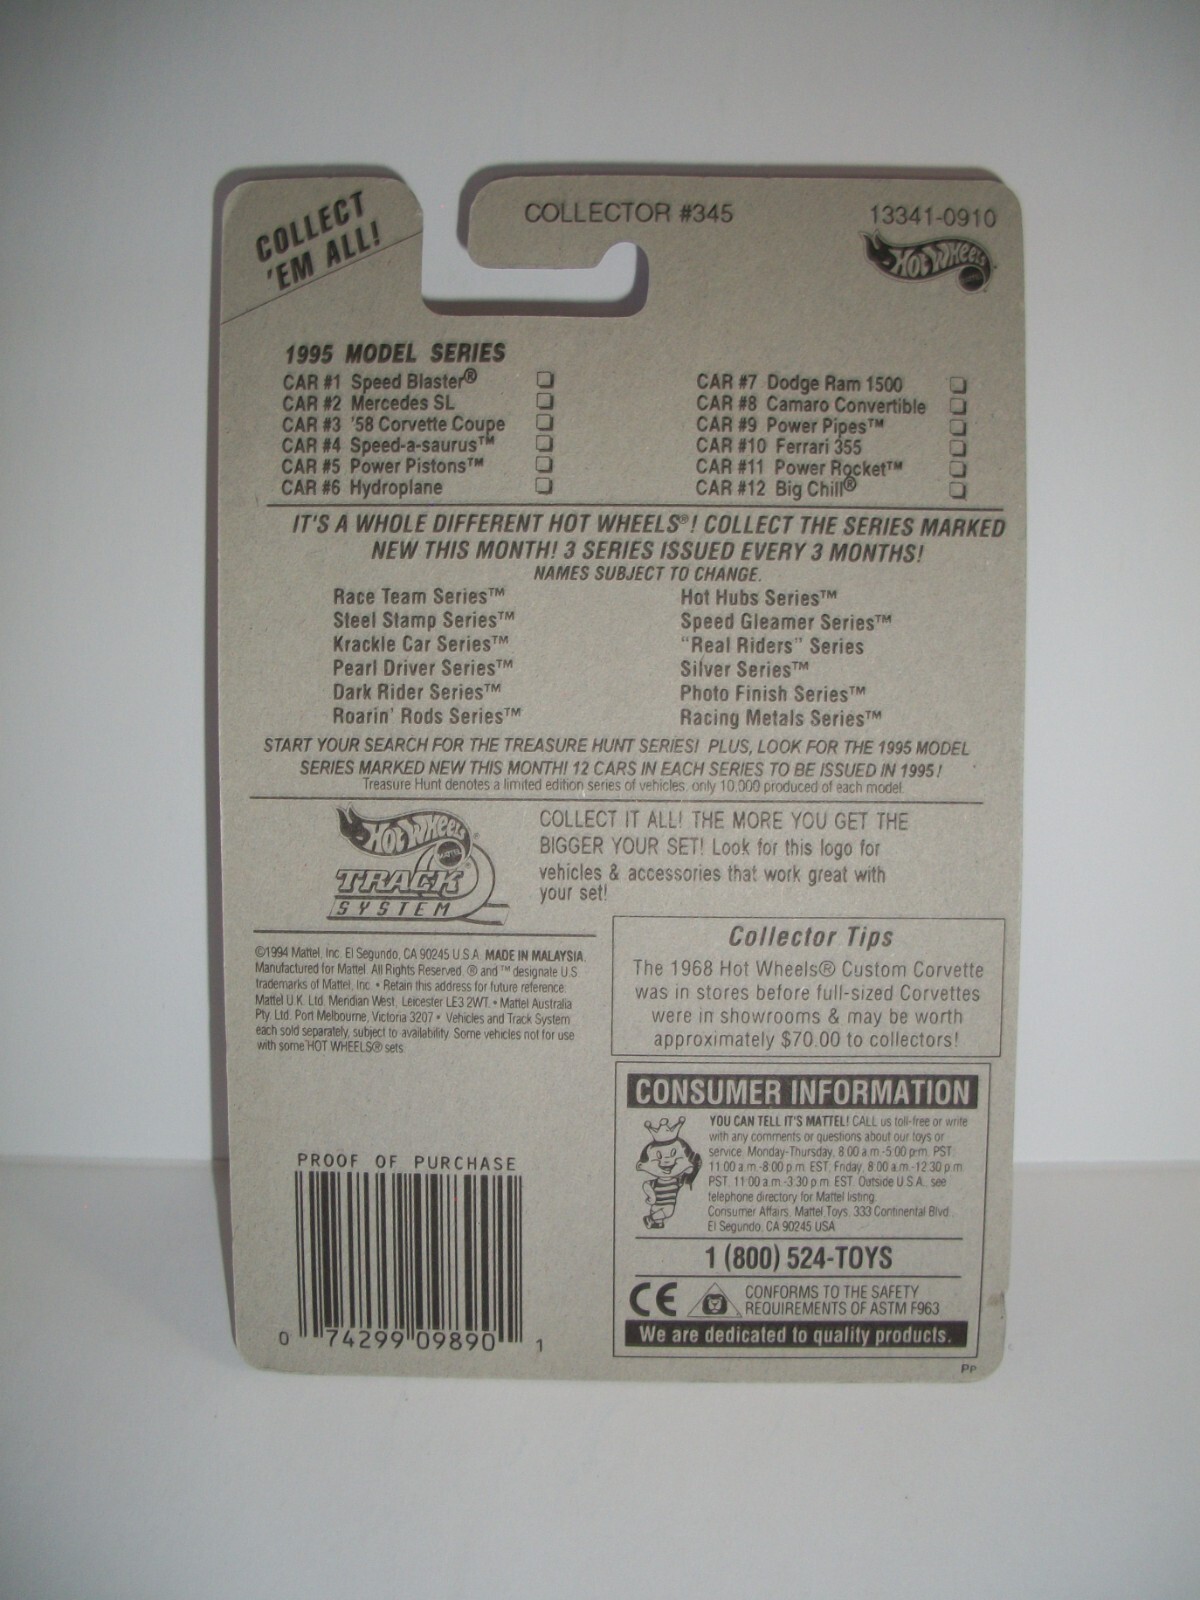 COLLECT
'EM ALL!
COLLECTOR #345
13341-0910
HOT WHEELS
MATTEL
1995 MODEL SERIES
CAR #1 Speed Blaster®
CAR #2 Mercedes SL
CAR #3 '58 Corvette Coupe
CAR #4 Speed-a-saurus™
CAR #5 Power Pistons™
CAR #6 Hydroplane
CAR #7 Dodge Ram 1500
CAR #8 Camaro Convertible
CAR #9 Power Pipes™
CAR #10 Ferrari 355
CAR #11 Power Rocket™
CAR #12 Big Chill®
IT'S A WHOLE DIFFERENT HOT WHEELS®! COLLECT THE SERIES MARKED
NEW THIS MONTH! 3 SERIES ISSUED EVERY 3 MONTHS!
NAMES SUBJECT TO CHANGE.
Race Team Series™
Steel Stamp Series™
Krackle Car Series™
Pearl Driver Series™
Dark Rider Series™
Roarin' Rods Series™
Hot Hubs Series™
Speed Gleamer Series™
"Real Riders" Series
Silver Series™
Photo Finish Series™
Racing Metals Series™
START YOUR SEARCH FOR THE TREASURE HUNT SERIES! PLUS, LOOK FOR THE 1995 MODEL
SERIES MARKED NEW THIS MONTH! 12 CARS IN EACH SERIES TO BE ISSUED IN 1995!
Treasure Hunt denotes a limited edition series of vehicles, only 10,000 produced of each model.
HOT WHEELS®
MATTEL
TRACK®
SYSTEM
COLLECT IT ALL! THE MORE YOU GET THE
BIGGER YOUR SET! Look for this logo for
vehicles & accessories that work great with
your set!
©1994 Mattel, Inc. El Segundo, CA 90245 U.S.A. MADE IN MALAYSIA.
Manufactured for Mattel. All Rights Reserved. ® and ™ designate U.S.
trademarks of Mattel, Inc. • Retain this address for future reference:
Mattel U.K. Ltd, Meridian West, Leicester LE3 2WT. • Mattel Australia
Pty. Ltd. Port Melbourne, Victoria 3207 • Vehicles and Track System
each sold separately, subject to availability. Some vehicles not for use
with some HOT WHEELS® sets.
Collector Tips
The 1968 Hot Wheels® Custom Corvette
was in stores before full-sized Corvettes
were in showrooms & may be worth
approximately $70.00 to collectors!
CONSUMER INFORMATION
YOU CAN TELL IT'S MATTEL! CALL us toll-free or write
with any comments or questions about our toys or
service, Monday-Thursday, 8:00 a.m.-5:00 p.m. PST,
11:00 a.m.-8:00 p.m. EST, Friday, 8:00 a.m.-12:30 p.m.
PST, 11:00 a.m.-3:30 p.m. EST. Outside U.S.A., see
telephone directory for Mattel listing.
Consumer Affairs, Mattel Toys, 333 Continental Blvd.,
El Segundo, CA 90245 USA
1 (800) 524-TOYS
CE
CONFORMS TO THE SAFETY
REQUIREMENTS OF ASTM F963
We are dedicated to quality products.
PP
PROOF OF PURCHASE
0 74299 09890 1